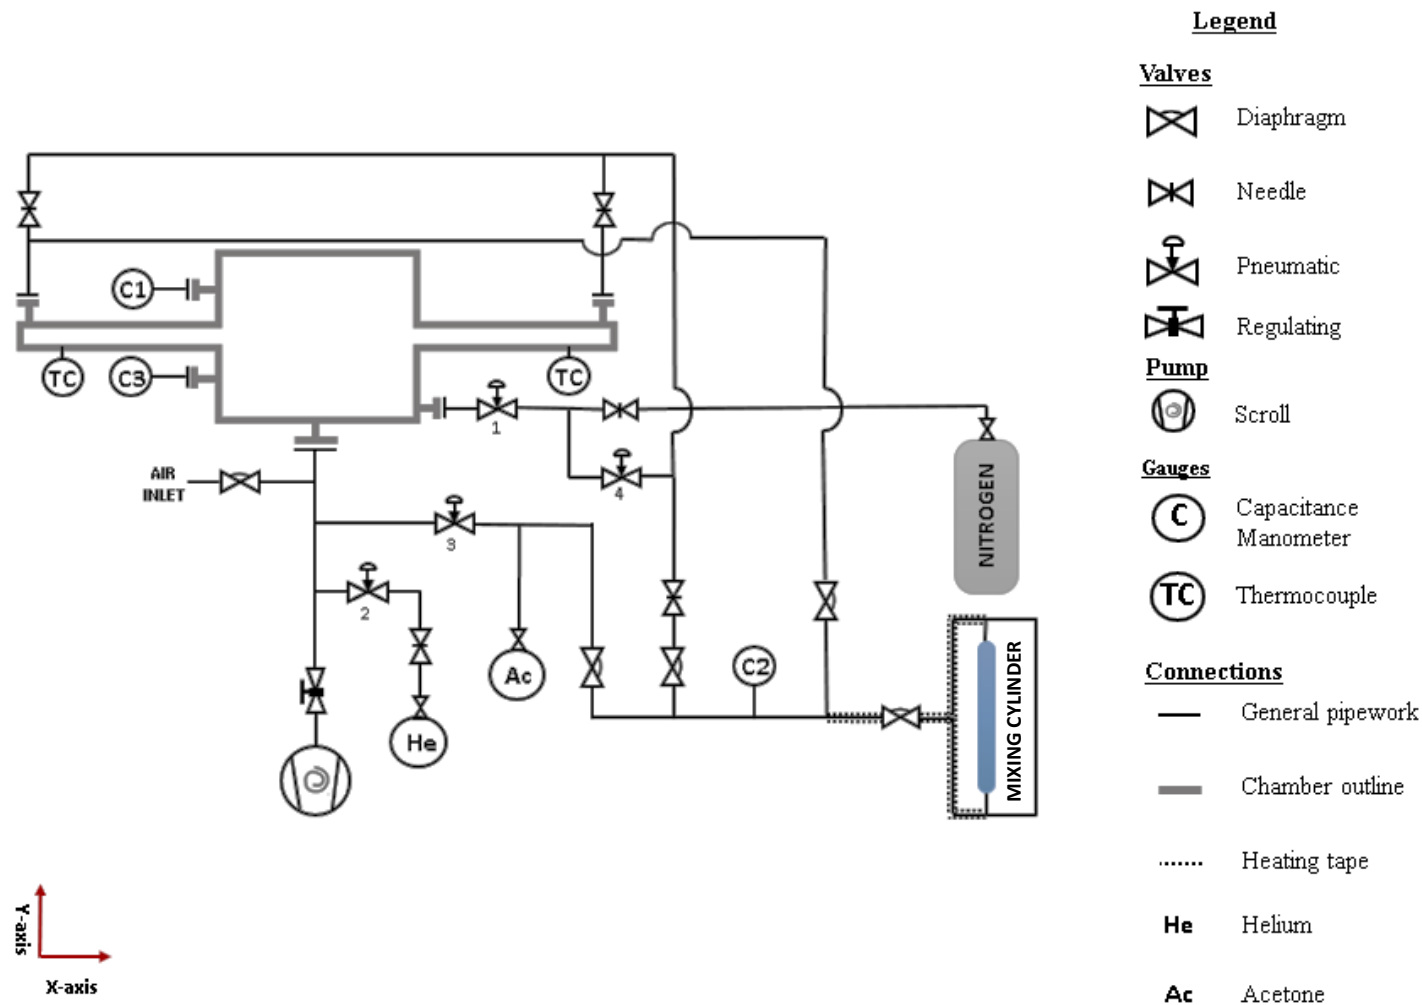 Legend
Valves
Diaphragm
Needle
Pneumatic
Regulating
Pump
Scroll
Gauges
C
Capacitance
Manometer
TC
Thermocouple
Connections
General pipework
Chamber outline
Heating tape
He
Helium
Ac
Acetone
C1
TC
C3
TC
1
AIR
INLET
4
3
2
NITROGEN
Ac
C2
He
MIXING CYLINDER
Y-axis
X-axis